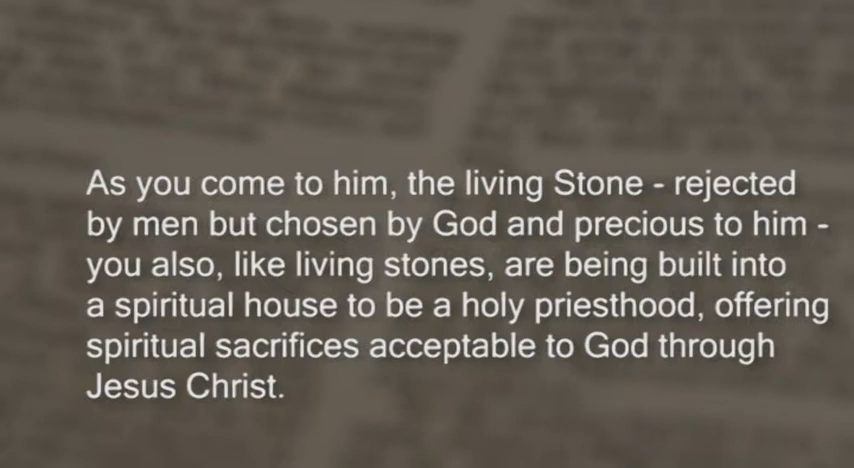 As you come to him, the living Stone - rejected
by men but chosen by God and precious to him -
you also, like living stones, are being built into
a spiritual house to be a holy priesthood, offering
spiritual sacrifices acceptable to God through
Jesus Christ.